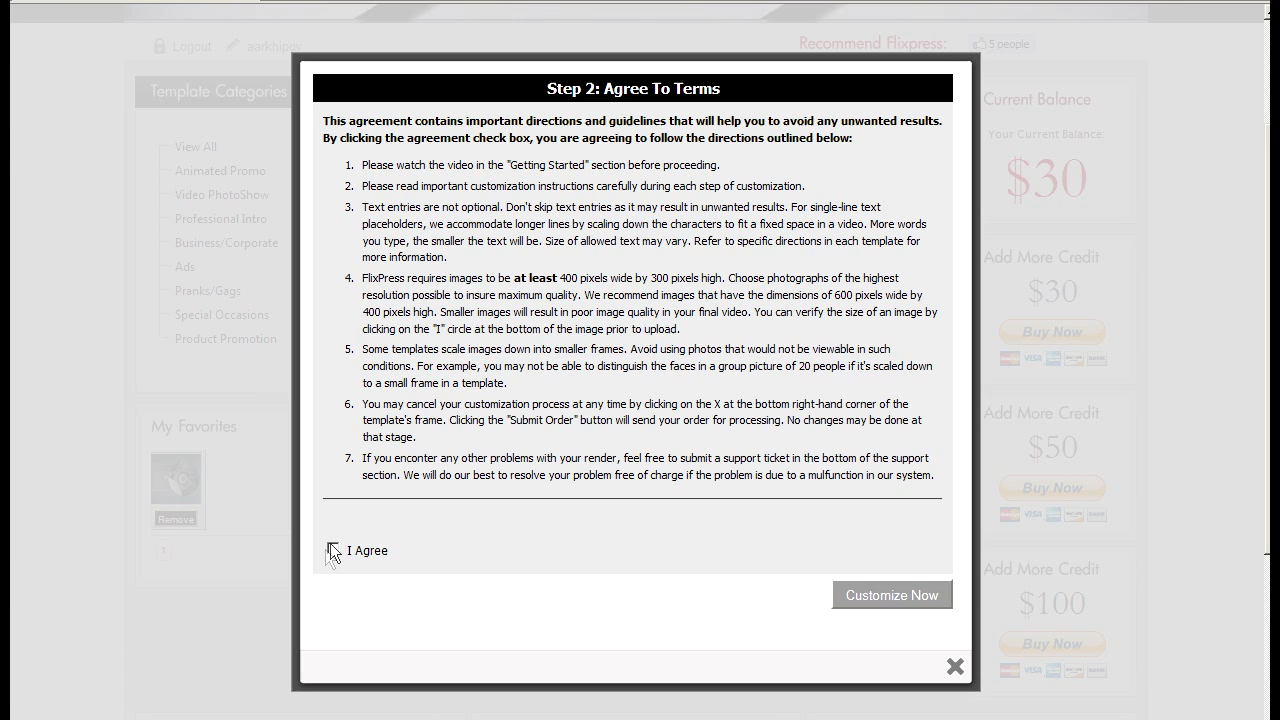 Logout
aarkhipov
Recommend Flixpress:
5 people
Template Categories
View All
Animated Promo
Video PhotoShow
Professional Intro
Business/Corporate
Ads
Pranks/Gags
Special Occasions
Product Promotion
My Favorites
Remove
1
Step 2: Agree To Terms
This agreement contains important directions and guidelines that will help you to avoid any unwanted results.
By clicking the agreement check box, you are agreeing to follow the directions outlined below:
1. Please watch the video in the "Getting Started" section before proceeding.
2. Please read important customization instructions carefully during each step of customization.
3. Text entries are not optional. Don't skip text entries as it may result in unwanted results. For single-line text
placeholders, we accommodate longer lines by scaling down the characters to fit a fixed space in a video. More words
you type, the smaller the text will be. Size of allowed text may vary. Refer to specific directions in each template for
more information.
4. FlixPress requires images to be at least 400 pixels wide by 300 pixels high. Choose photographs of the highest
resolution possible to insure maximum quality. We recommend images that have the dimensions of 600 pixels wide by
400 pixels high. Smaller images will result in poor image quality in your final video. You can verify the size of an image by
clicking on the "I" circle at the bottom of the image prior to upload.
5. Some templates scale images down into smaller frames. Avoid using photos that would not be viewable in such
conditions. For example, you may not be able to distinguish the faces in a group picture of 20 people if it's scaled down
to a small frame in a template.
6. You may cancel your customization process at any time by clicking on the X at the bottom right-hand corner of the
template's frame. Clicking the "Submit Order" button will send your order for processing. No changes may be done at
that stage.
7. If you enconter any other problems with your render, feel free to submit a support ticket in the bottom of the support
section. We will do our best to resolve your problem free of charge if the problem is due to a mulfunction in our system.
I Agree
Customize Now
Current Balance
Your Current Balance:
$30
Add More Credit
$30
Buy Now
Add More Credit
$50
Buy Now
Add More Credit
$100
Buy Now